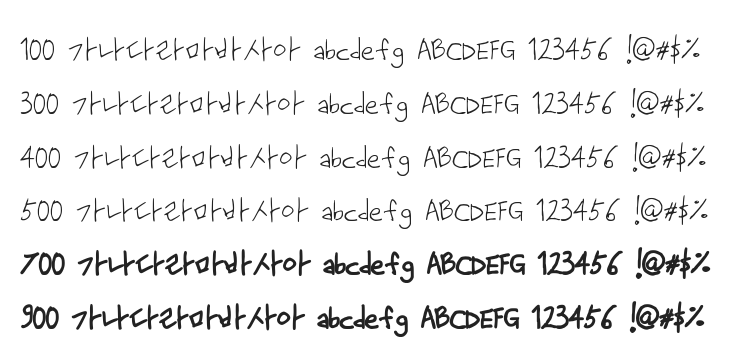 100 가나다라마바사아 abcdefg ABCDEFG 123456 !@#$%
300 가나다라마바사아 abcdefg ABCDEFG 123456 !@#$%
400 가나다라마바사아 abcdefg ABCDEFG 123456 !@#$%
500 가나다라마바사아 abcdefg ABCDEFG 123456 !@#$%
700 가나다라마바사아 abcdefg ABCDEFG 123456 !@#$%
900 가나다라마바사아 abcdefg ABCDEFG 123456 !@#$%